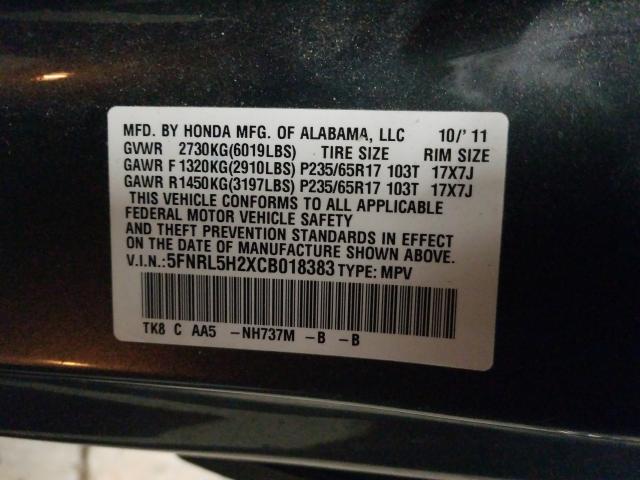 MFD. BY HONDA MFG. OF ALABAMA, LLC 10/'11
GVWR 2730KG(6019LBS) TIRE SIZE RIM SIZE
GAWR F 1320KG(2910LBS) P235/65R17 103T 17X7J
GAWR R1450KG(3197LBS) P235/65R17 103T 17X7J
THIS VEHICLE CONFORMS TO ALL APPLICABLE
FEDERAL MOTOR VEHICLE SAFETY
AND THEFT PREVENTION STANDARDS IN EFFECT
ON THE DATE OF MANUFACTURE SHOWN ABOVE.
V.I.N.:5FNRL5H2XCB018383 TYPE: MPV
TK8 C AA5 -NH737M -B -B